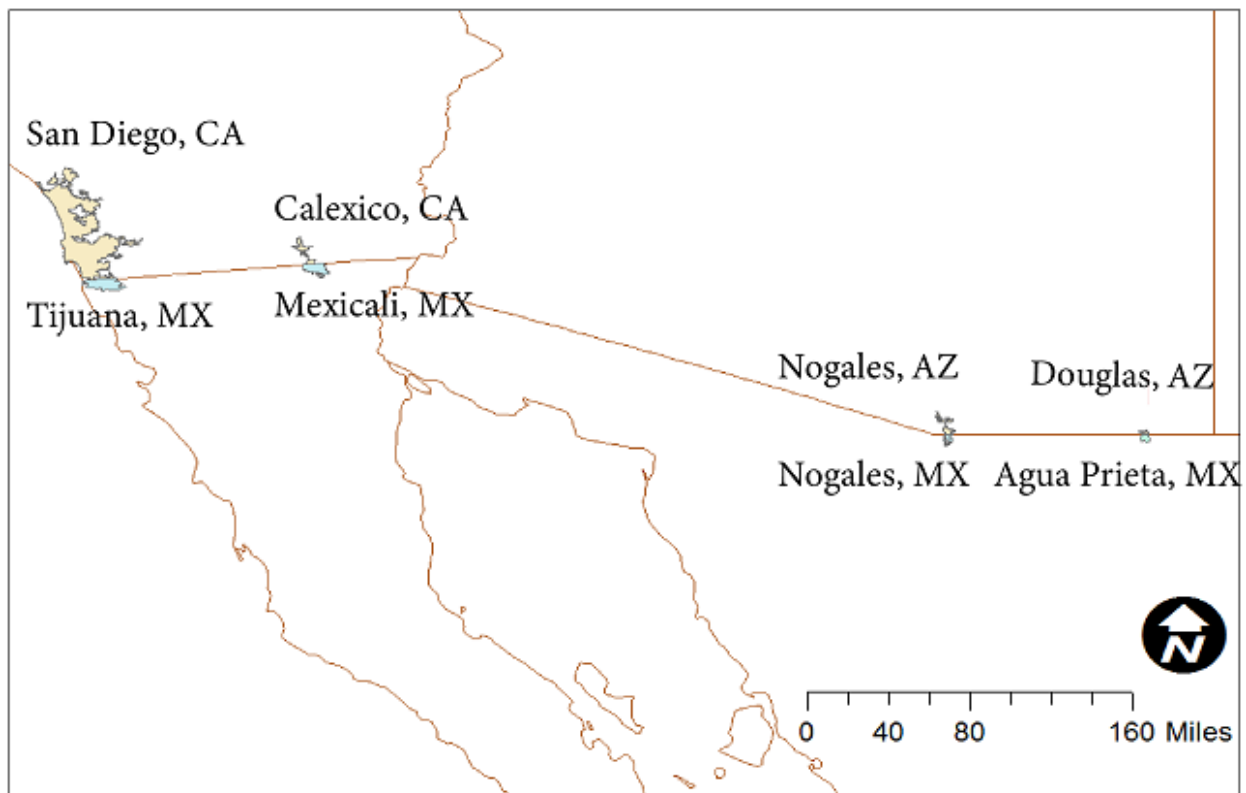 San Diego, CA
Calexico, CA
Tijuana, MX
Mexicali, MX
Nogales, AZ
Douglas, AZ
Nogales, MX
Agua Prieta, MX
N
0 40 80 160 Miles